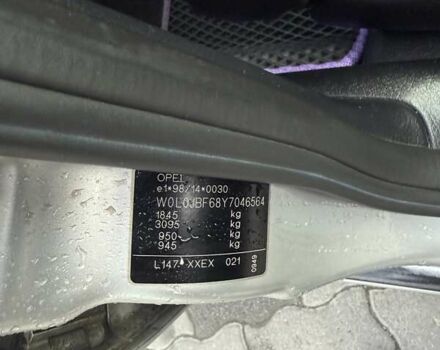 OPEL
e1*98/14*0030
W0L0JBF68Y7046564
1845 kg
3095 kg
950 kg
945 kg
L147 XXEX 021
0949